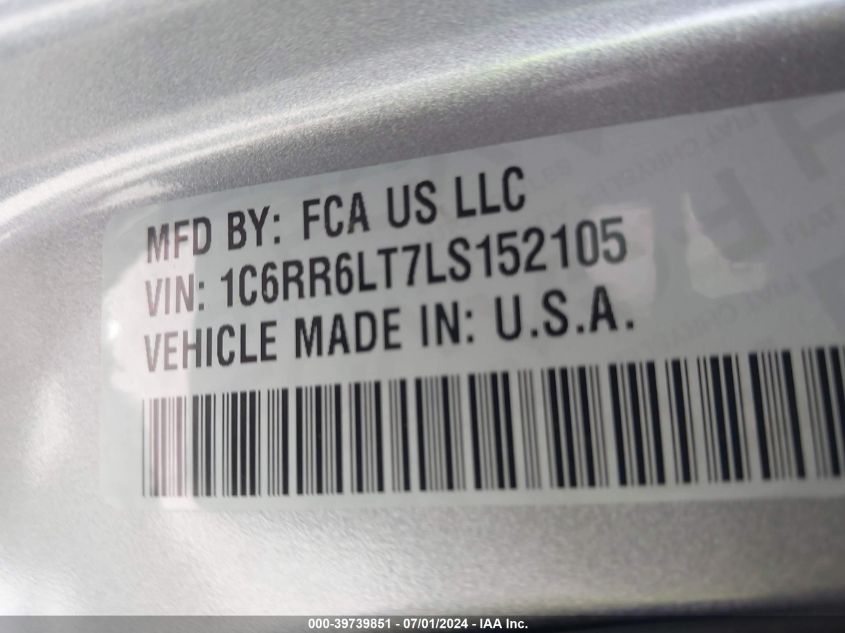 MFD BY: FCA US LLC
VIN: 1C6RR6LT7LS152105
VEHICLE MADE IN: U.S.A.
000-39739851 - 07/01/2024 - IAA Inc.